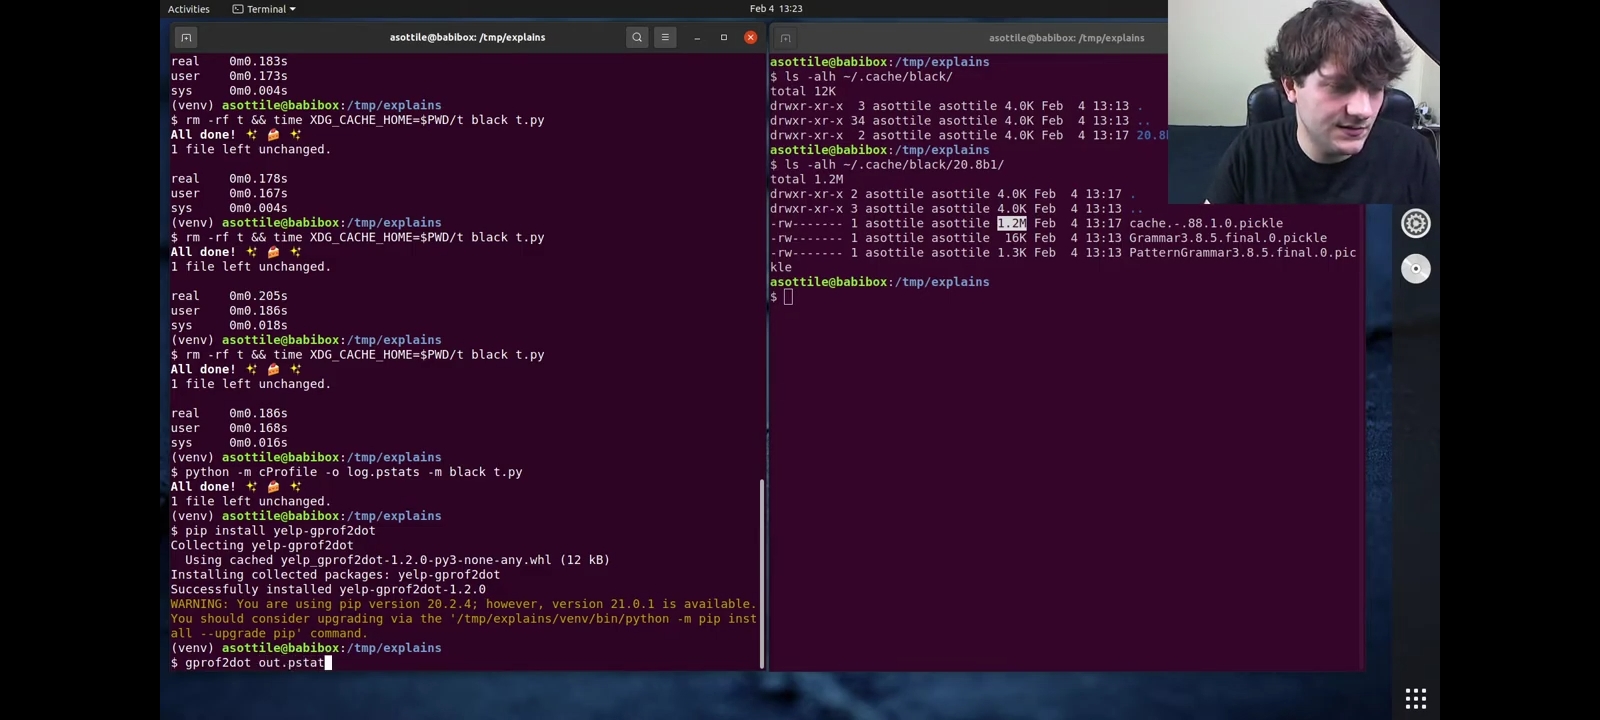 Activities
Terminal
Feb 4 13:23
asottile@babibox: /tmp/explains
real    0m0.183s
user    0m0.173s
sys     0m0.004s
(venv) asottile@babibox:/tmp/explains
$ rm -rf t && time XDG_CACHE_HOME=$PWD/t black t.py
All done! ✨ 🍰 ✨
1 file left unchanged.
real    0m0.178s
user    0m0.167s
sys     0m0.004s
(venv) asottile@babibox:/tmp/explains
$ rm -rf t && time XDG_CACHE_HOME=$PWD/t black t.py
All done! ✨ 🍰 ✨
1 file left unchanged.
real    0m0.205s
user    0m0.186s
sys     0m0.018s
(venv) asottile@babibox:/tmp/explains
$ rm -rf t && time XDG_CACHE_HOME=$PWD/t black t.py
All done! ✨ 🍰 ✨
1 file left unchanged.
real    0m0.186s
user    0m0.168s
sys     0m0.016s
(venv) asottile@babibox:/tmp/explains
$ python -m cProfile -o log.pstats -m black t.py
All done! ✨ 🍰 ✨
1 file left unchanged.
(venv) asottile@babibox:/tmp/explains
$ pip install yelp-gprof2dot
Collecting yelp-gprof2dot
  Using cached yelp_gprof2dot-1.2.0-py3-none-any.whl (12 kB)
Installing collected packages: yelp-gprof2dot
Successfully installed yelp-gprof2dot-1.2.0
WARNING: You are using pip version 20.2.4; however, version 21.0.1 is available.
You should consider upgrading via the '/tmp/explains/venv/bin/python -m pip inst
all --upgrade pip' command.
(venv) asottile@babibox:/tmp/explains
$ gprof2dot out.pstat
asottile@babibox: /tmp/explains
asottile@babibox:/tmp/explains
$ ls -alh ~/.cache/black/
total 12K
drwxr-xr-x  3 asottile asottile 4.0K Feb  4 13:13 .
drwxr-xr-x 34 asottile asottile 4.0K Feb  4 13:13 ..
drwxr-xr-x  2 asottile asottile 4.0K Feb  4 13:17 20.8
asottile@babibox:/tmp/explains
$ ls -alh ~/.cache/black/20.8b1/
total 1.2M
drwxr-xr-x 2 asottile asottile 4.0K Feb  4 13:17 .
drwxr-xr-x 3 asottile asottile 4.0K Feb  4 13:13 ..
-rw------- 1 asottile asottile 1.2M Feb  4 13:17 cache.-.88.1.0.pickle
-rw------- 1 asottile asottile  16K Feb  4 13:13 Grammar3.8.5.final.0.pickle
-rw------- 1 asottile asottile 1.3K Feb  4 13:13 PatternGrammar3.8.5.final.0.pic
kle
asottile@babibox:/tmp/explains
$